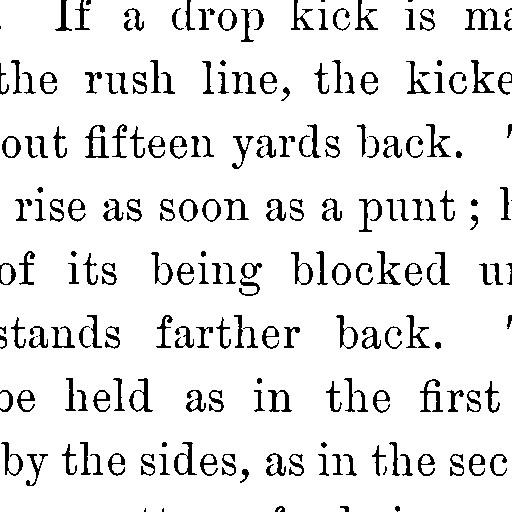 . If a drop kick is ma
the rush line, the kicke
out fifteen yards back.
rise as soon as a punt ; h
of its being blocked un
stands farther back.
be held as in the first
by the sides, as in the sec